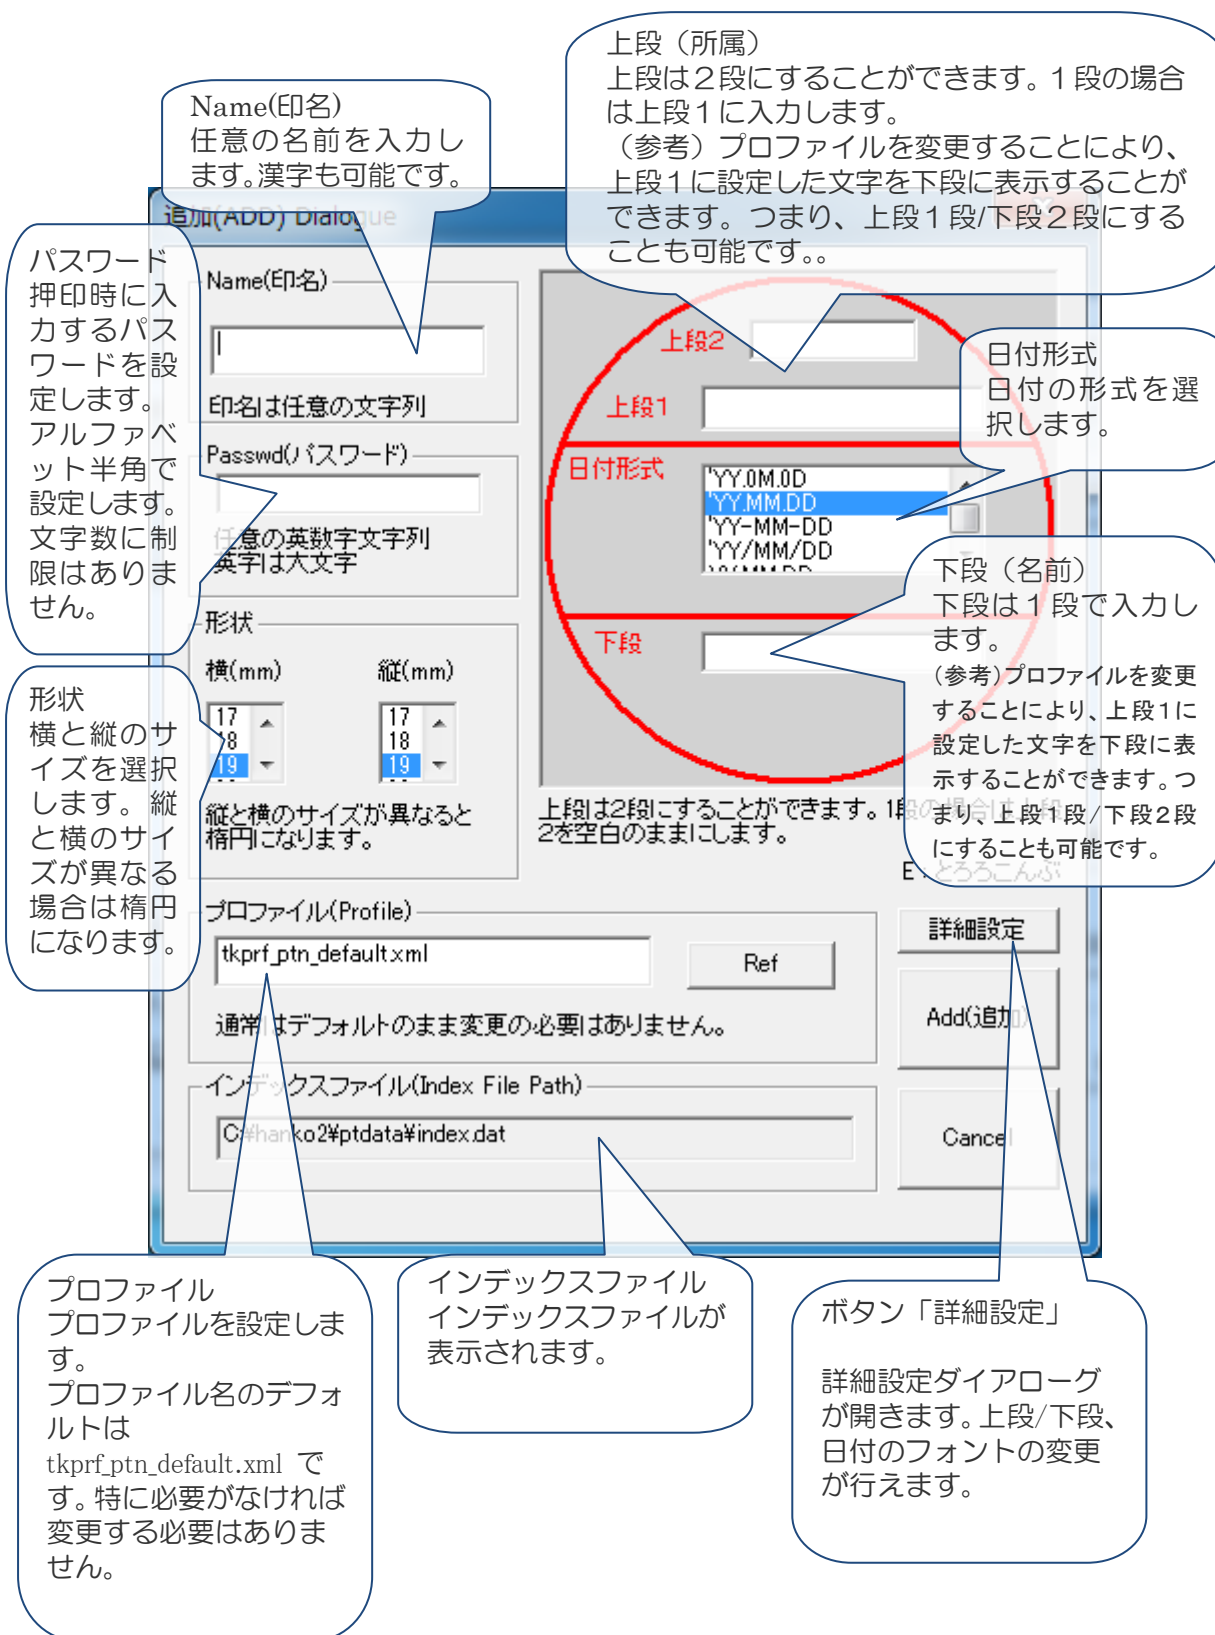 上段（所属）
上段は２段にすることができます。１段の場合
は上段１に入力します。
（参考）プロファイルを変更することにより、
上段１に設定した文字を下段に表示することが
できます。つまり、上段１段/下段２段にする
ことも可能です。。
Name(印名)
任意の名前を入力し
ます。漢字も可能です。
追加(ADD) Dialogue
パスワード
押印時に入
力するパス
ワードを設
定します。
アルファベ
ット半角で
設定します。
文字数に制
限はありま
せん。
Name(印名)
印名は任意の文字列
Passwd(パスワード)
任意の英数字文字列
英字は大文字
上段2
上段1
日付形式
'YY.0M.0D
'YY.MM.DD
'YY-MM-DD
'YY/MM/DD
下段
日付形式
日付の形式を選
択します。
下段（名前）
下段は１段で入力し
ます。
（参考）プロファイルを変更
することにより、上段１に
設定した文字を下段に表
示することができます。つ
まり、上段１段/下段２段
にすることも可能です。
形状
横(mm)
縦(mm)
17
18
19
17
18
19
縦と横のサイズが異なると
楕円になります。
形状
横と縦のサ
イズを選択
します。縦
と横のサイ
ズが異なる
場合は楕円
になります。
上段は2段にすることができます。1段の場合は上段
2を空白のままにします。
E:とろろこんぶ
プロファイル(Profile)
tkprf_ptn_default.xml
Ref
通常はデフォルトのまま変更の必要はありません。
詳細設定
Add(追加)
インデックスファイル(Index File Path)
C:¥hanko2¥ptdata¥index.dat
Cancel
プロファイル
プロファイルを設定しま
す。
プロファイル名のデフォ
ルトは
tkprf_ptn_default.xml で
す。特に必要がなければ
変更する必要はありま
せん。
インデックスファイル
インデックスファイルが
表示されます。
ボタン「詳細設定」
詳細設定ダイアローグ
が開きます。上段/下段、
日付のフォントの変更
が行えます。